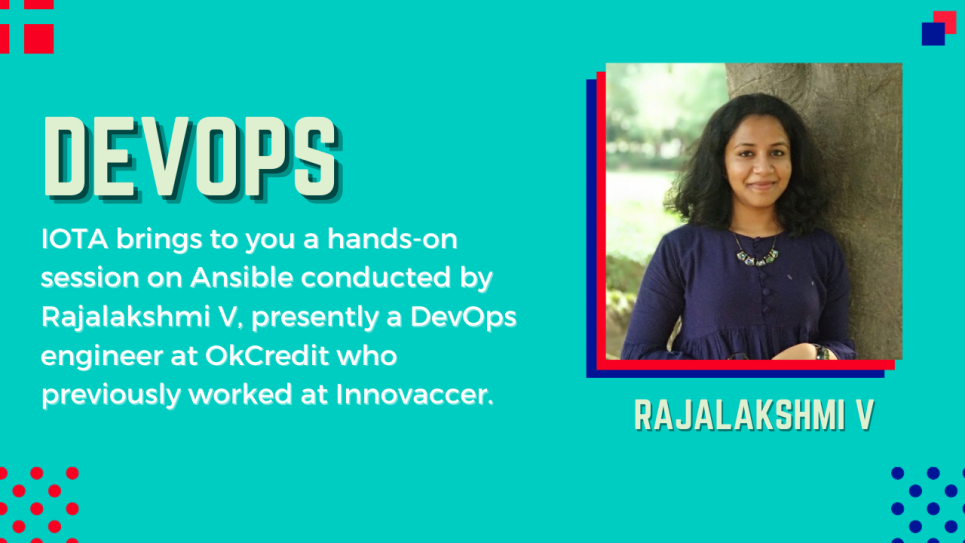 DEVOPS
IOTA brings to you a hands-on
session on Ansible conducted by
Rajalakshmi V, presently a DevOps
engineer at OkCredit who
previously worked at Innovaccer.
RAJALAKSHMI V